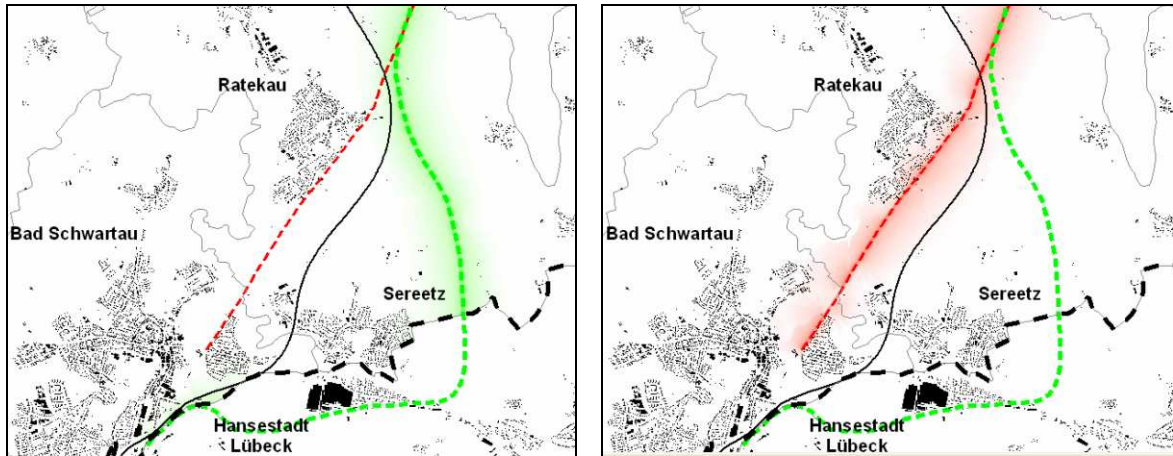 Ratekau
Bad Schwartau
Sereetz
Hansestadt
Lübeck
Ratekau
Bad Schwartau
Sereetz
Hansestadt
Lübeck